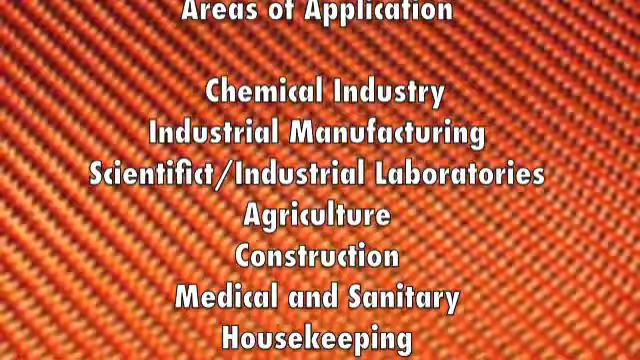 Areas of Application
Chemical Industry
Industrial Manufacturing
Scientifict/Industrial Laboratories
Agriculture
Construction
Medical and Sanitary
Housekeeping